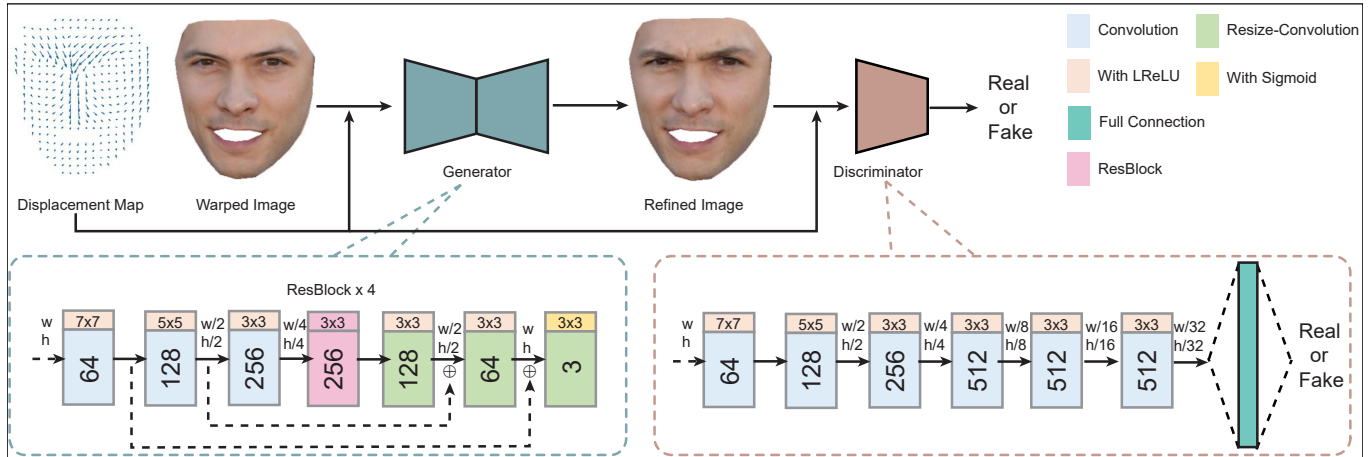 Displacement Map
Warped Image
Generator
Refined Image
Discriminator
Real
or
Fake
Convolution
Resize-Convolution
With LReLU
With Sigmoid
Full Connection
ResBlock
ResBlock x 4
w
h
7x7
64
5x5
128
w/2
h/2
3x3
256
w/4
h/4
3x3
256
3x3
128
w/2
h/2
⊕
3x3
64
w
h
⊕
3x3
3
w
h
7x7
64
5x5
128
w/2
h/2
3x3
256
w/4
h/4
3x3
512
w/8
h/8
3x3
512
w/16
h/16
3x3
512
w/32
h/32
Real
or
Fake